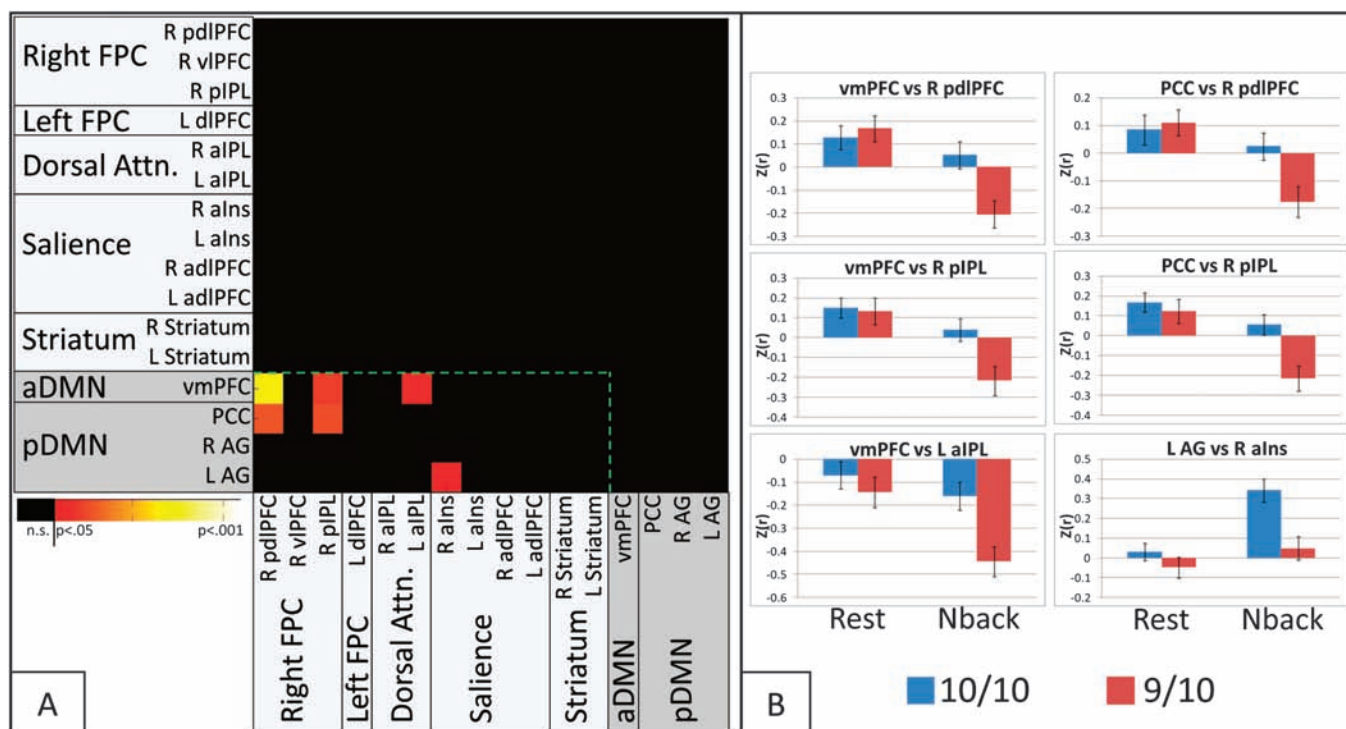 Right FPC
R pdlPFC
R vlPFC
R pIPL
Left FPC
L dlPFC
Dorsal Attn.
R aIPL
L aIPL
Salience
R aIns
L aIns
R adlPFC
L adlPFC
Striatum
R Striatum
L Striatum
aDMN
vmPFC
pDMN
PCC
R AG
L AG
n.s. p<.05 p<.001
R pdlPFC
R vlPFC
R pIPL
L dlPFC
R aIPL
L aIPL
R aIns
L aIns
R adlPFC
L adlPFC
R Striatum
L Striatum
vmPFC
PCC
R AG
L AG
Right FPC
Left FPC
Dorsal Attn.
Salience
Striatum
aDMN
pDMN
A
vmPFC vs R pdlPFC
Z(r)
0.3
0.2
0.1
0
-0.1
-0.2
-0.3
PCC vs R pdlPFC
Z(r)
0.2
0.1
0
-0.1
-0.2
-0.3
vmPFC vs R pIPL
Z(r)
0.3
0.2
0.1
0
-0.1
-0.2
-0.3
-0.4
PCC vs R pIPL
Z(r)
0.3
0.2
0.1
0
-0.1
-0.2
-0.3
-0.4
vmPFC vs L aIPL
Z(r)
0
-0.1
-0.2
-0.3
-0.4
-0.5
-0.6
L AG vs R aIns
Z(r)
0.5
0.4
0.3
0.2
0.1
0
-0.1
0.2
Rest Nback
Rest Nback
10/10 9/10
B